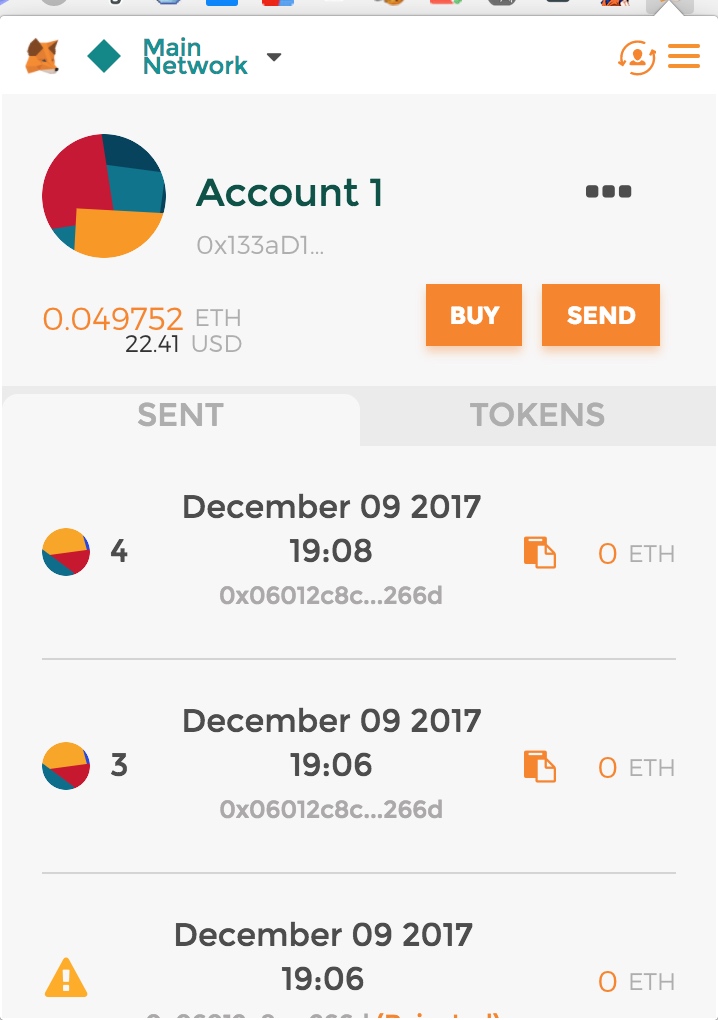 Main
Network
Account 1
0x133aD1...
0.049752 ETH
22.41 USD
BUY
SEND
SENT
TOKENS
December 09 2017
4
19:08
0 ETH
0x06012c8c...266d
December 09 2017
3
19:06
0 ETH
0x06012c8c...266d
December 09 2017
19:06
0 ETH